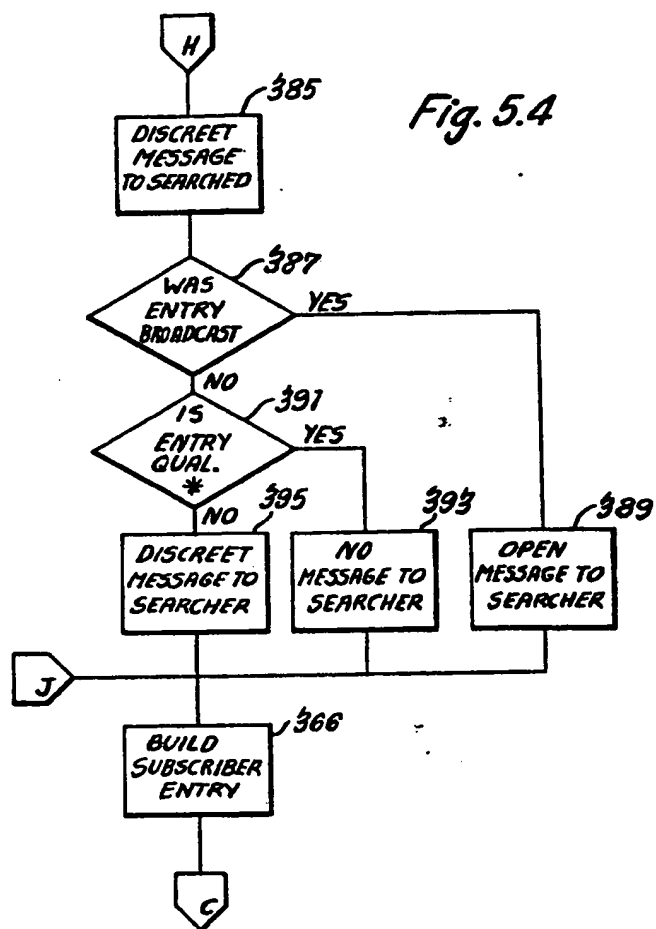 H
385
Fig. 5.4
DISCREET
MESSAGE
TO SEARCHED
387
WAS
ENTRY
BROADCAST
YES
NO
391
IS
ENTRY
QUAL.
*
YES
NO
395
393
389
DISCREET
MESSAGE TO
SEARCHER
NO
MESSAGE TO
SEARCHER
OPEN
MESSAGE TO
SEARCHER
J
366
BUILD
SUBSCRIBER
ENTRY
C